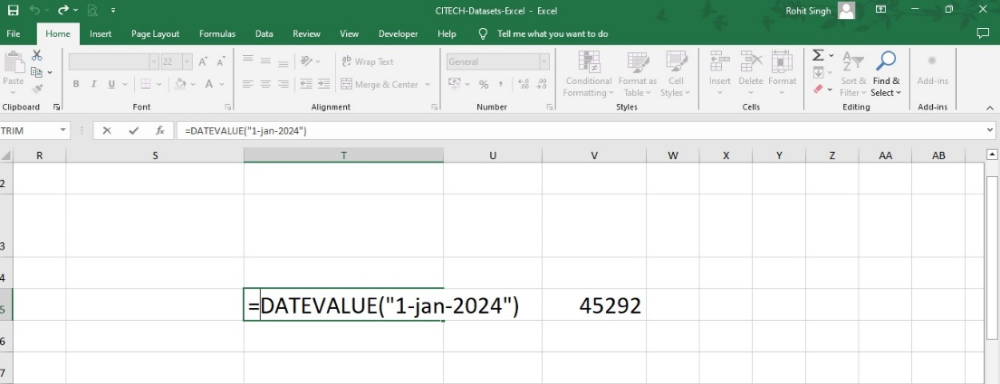 CITECH-Datasets-Excel - Excel
Rohit Singh
File Home Insert Page Layout Formulas Data Review View Developer Help Tell me what you want to do
Paste
Clipboard
22 A A
B I U A
Font
Wrap Text
Merge & Center
Alignment
General
% ,
Number
Conditional Formatting
Format as Table
Cell Styles
Styles
Insert Delete Format
Cells
Σ
Sort & Filter
Find & Select
Editing
Add-ins
Add-ins
TRIM fx =DATEVALUE("1-jan-2024")
R S T U V W X Y Z AA AB
2
3
4
5 =DATEVALUE("1-jan-2024") 45292
6
7